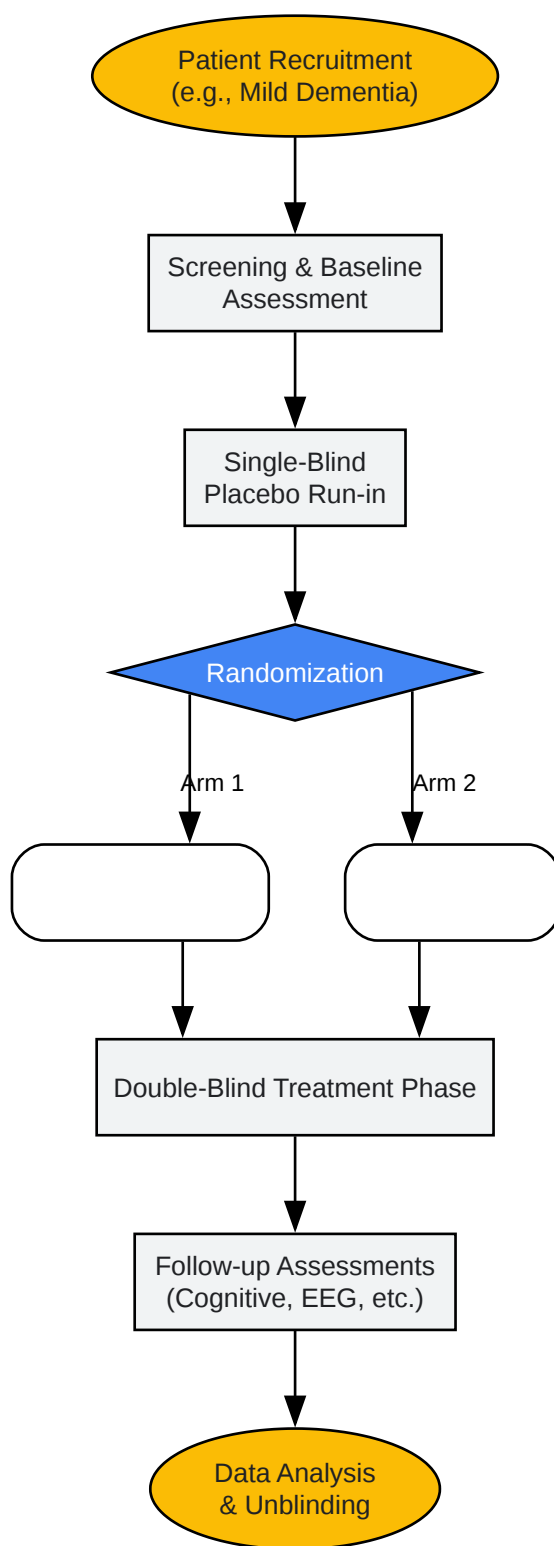 Patient Recruitment
(e.g., Mild Dementia)
Screening & Baseline
Assessment
Single-Blind
Placebo Run-in
Randomization
Arm 1
Arm 2
Double-Blind Treatment Phase
Follow-up Assessments
(Cognitive, EEG, etc.)
Data Analysis
& Unblinding